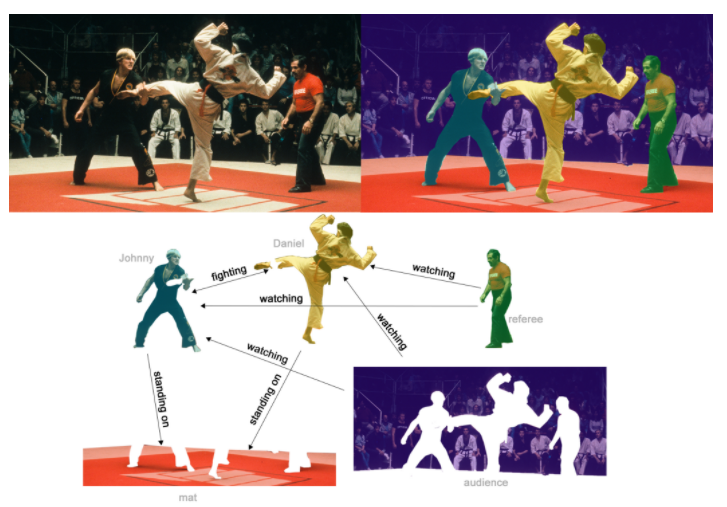 Daniel
Johnny
watching
fighting
watching
referee
watching
watching
standing on
standing on
audience
mat